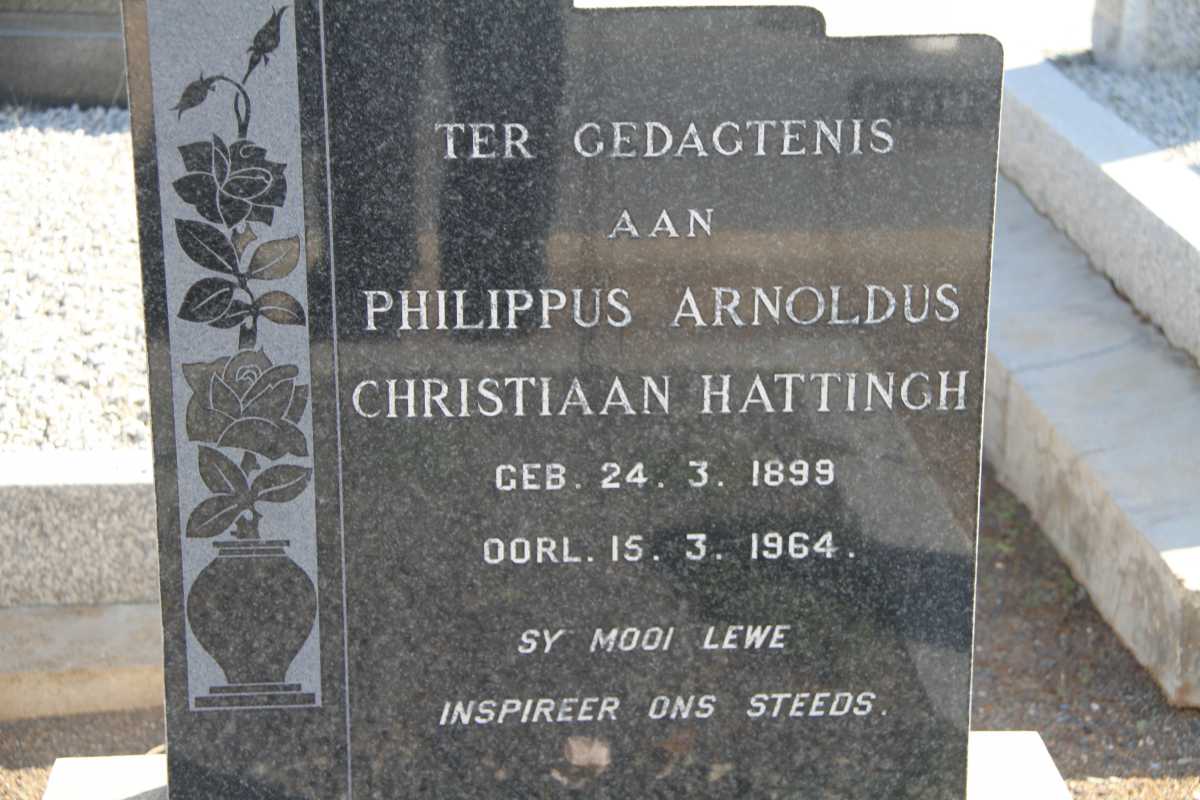 TER GEDAGTENIS
AAN
PHILIPPUS ARNOLDUS
CHRISTIAAN HATTINGH
GEB. 24. 3. 1899
OORL. 15. 3. 1964.
SY MOOI LEWE
INSPIREER ONS STEEDS.